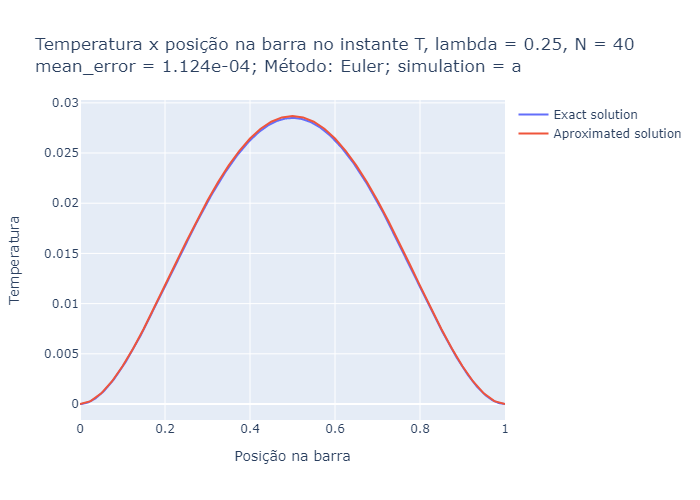 Temperatura x posição na barra no instante T, lambda = 0.25, N = 40
mean_error = 1.124e-04; Método: Euler; simulation = a
Exact solution
Aproximated solution
Temperatura
0.03
0.025
0.02
0.015
0.01
0.005
0
0
0.2
0.4
0.6
0.8
1
Posição na barra